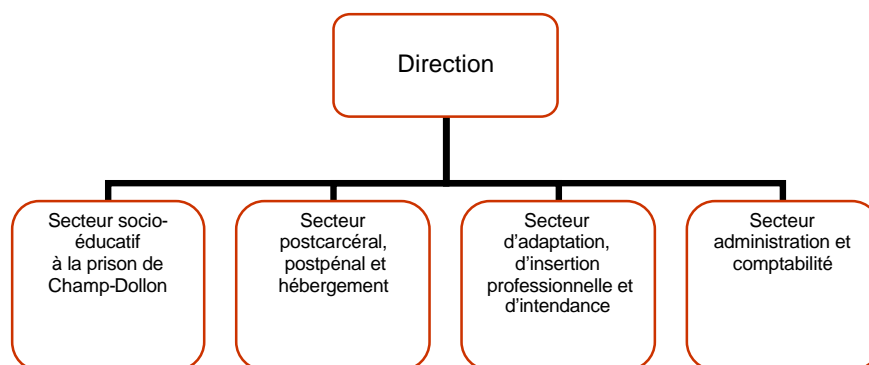 Direction
Secteur socio-
éducatif
à la prison de
Champ-Dollon
Secteur
postcarcéral,
postpénal et
hébergement
Secteur
d’adaptation,
d’insertion
professionnelle et
d’intendance
Secteur
administration et
comptabilité